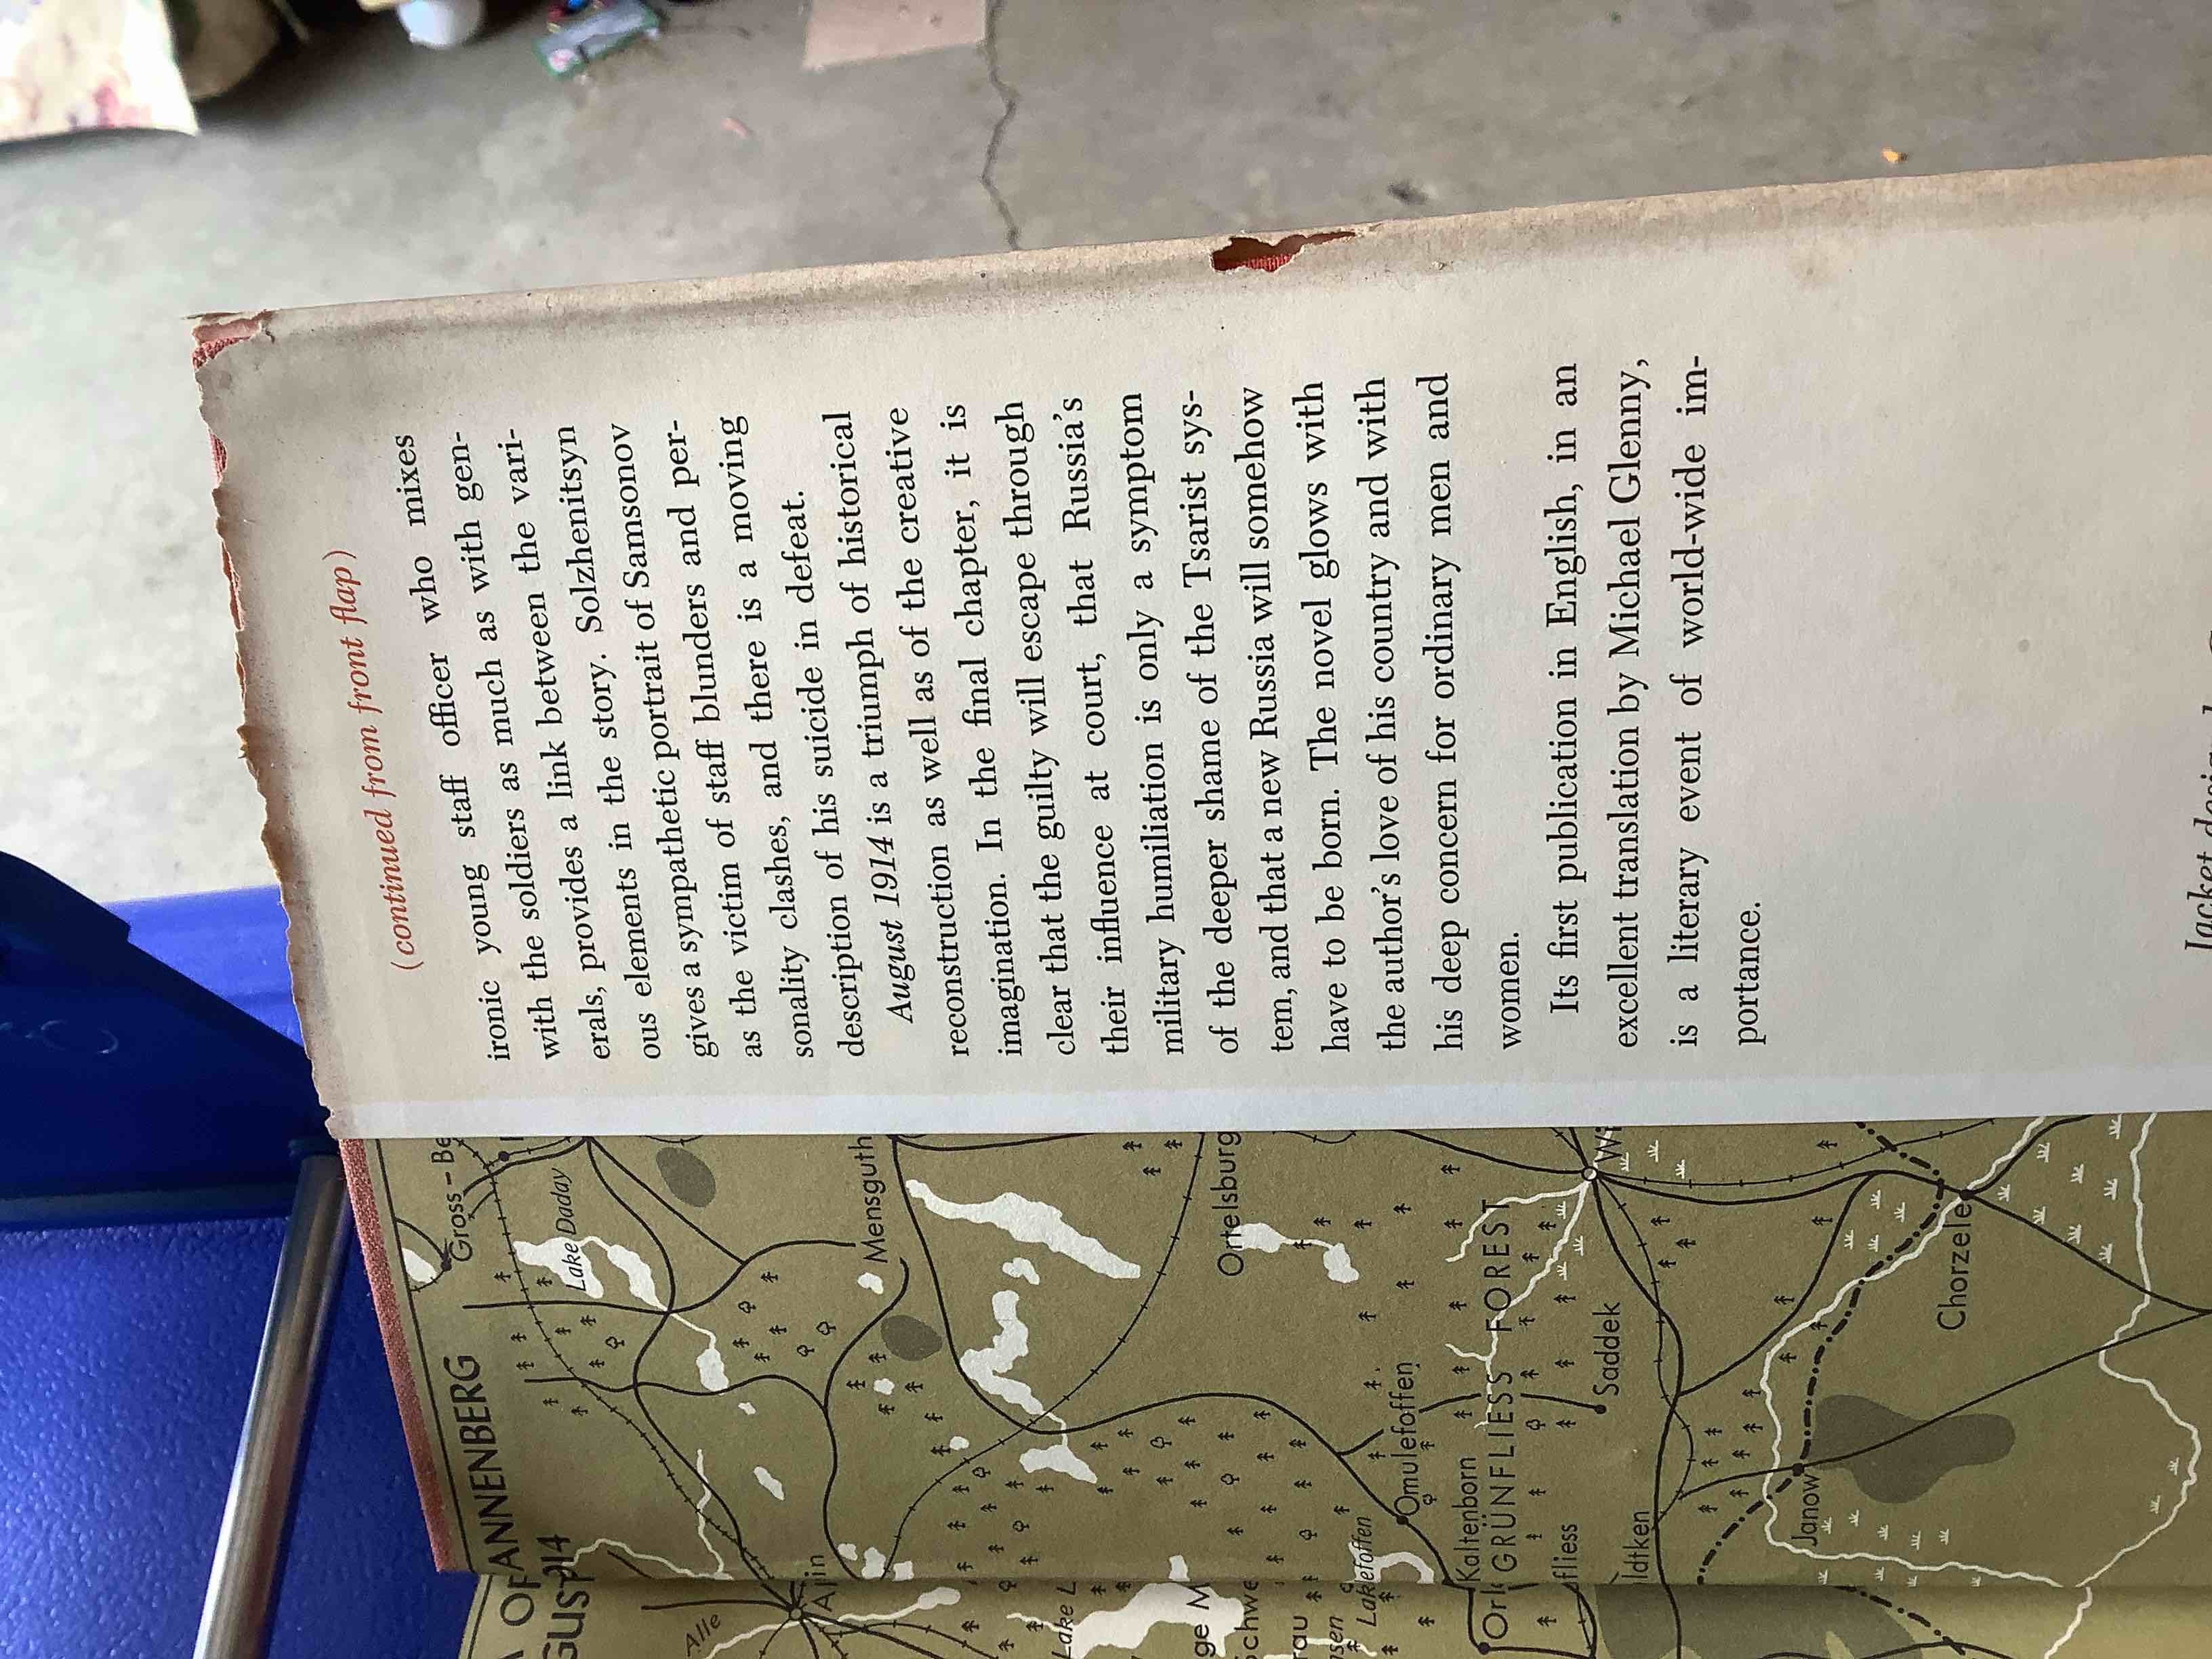 (continued from front flap)
ironic young staff officer who mixes
with the soldiers as much as with gen-
erals, provides a link between the vari-
ous elements in the story. Solzhenitsyn
gives a sympathetic portrait of Samsonov
as the victim of staff blunders and per-
sonality clashes, and there is a moving
description of his suicide in defeat.
August 1914 is a triumph of historical
reconstruction as well as of the creative
imagination. In the final chapter, it is
clear that the guilty will escape through
their influence at court, that Russia's
military humiliation is only a symptom
of the deeper shame of the Tsarist sys-
tem, and that a new Russia will somehow
have to be born. The novel glows with
the author's love of his country and with
his deep concern for ordinary men and
women.
Its first publication in English, in an
excellent translation by Michael Glenny,
is a literary event of world-wide im-
portance.
Jacket
OF
ANNENBERG
GUST
Gross-Be
Lake Daday
Alle
Mensguth
Lake L
Ortelsburg
Omulefoffen
Kaltenborn
GRÜNFLIESS FOREST
Wi
fliess
Saddek
Janow
Chorzele